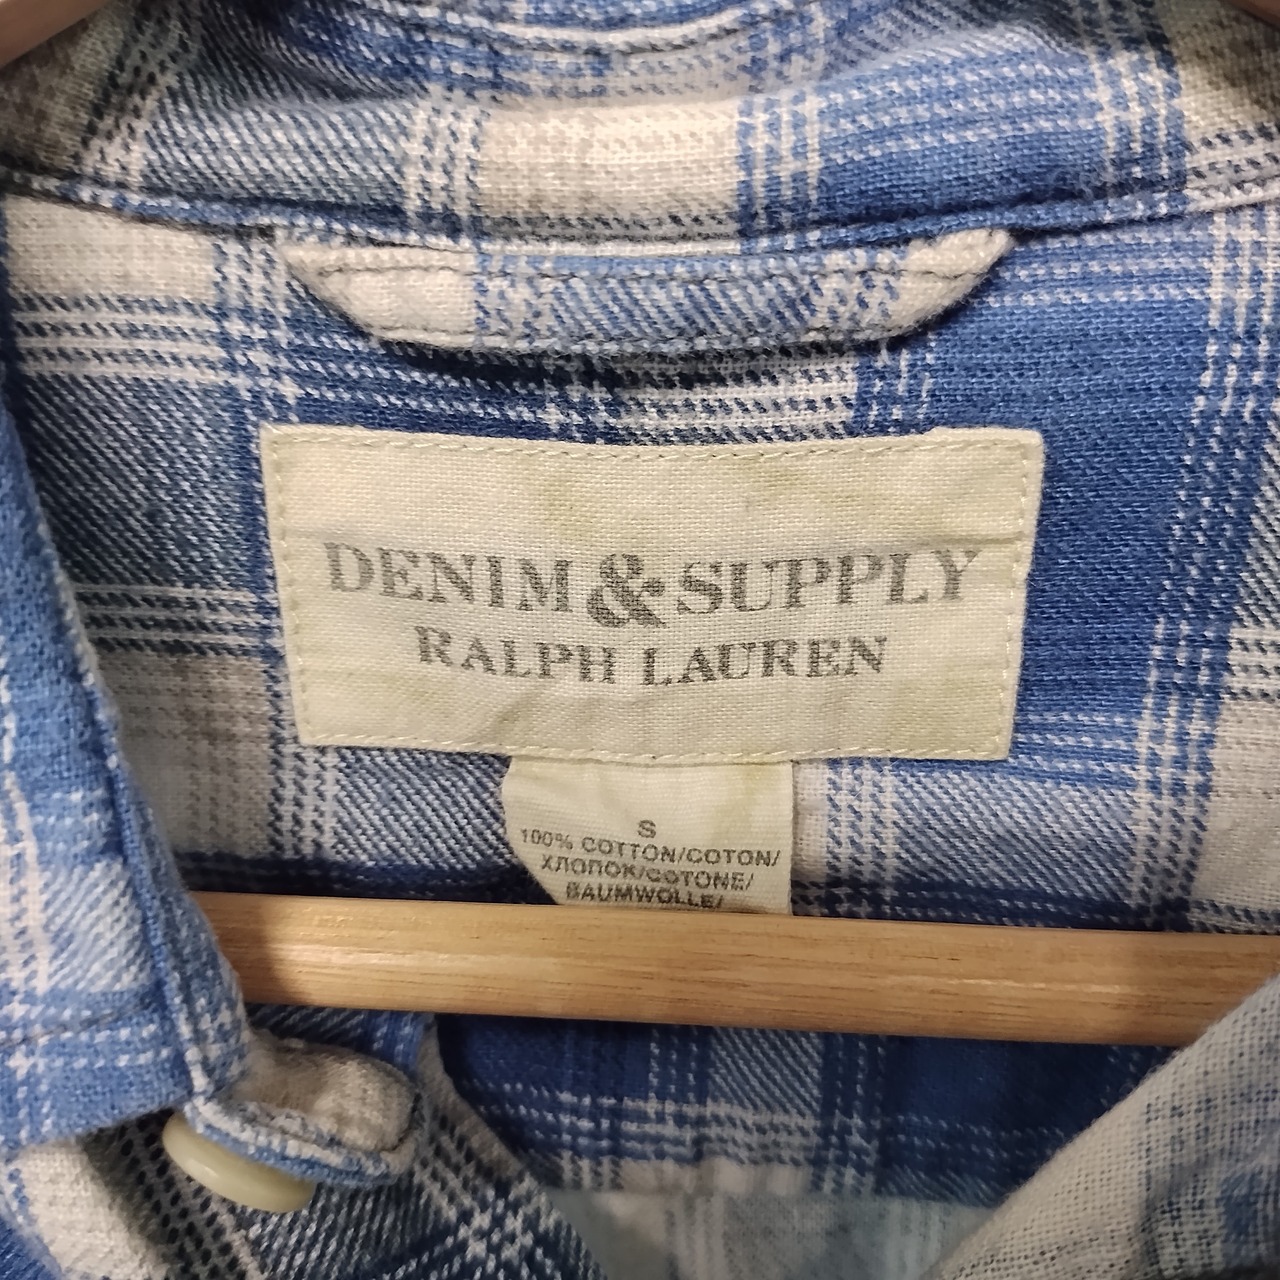 DENIM & SUPPLY
RALPH LAUREN
S
100% COTTON/COTON/
ХЛОПОК/COTONE/
BAUMWOLLE/